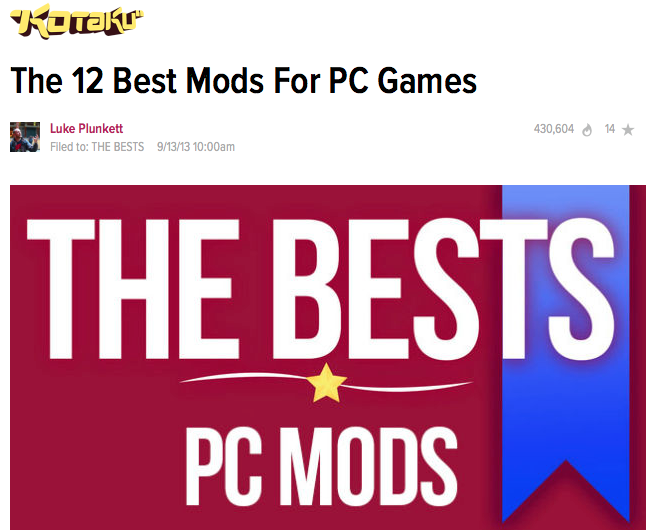 KOTAKU
The 12 Best Mods For PC Games
Luke Plunkett
430,604 14
Filed to: THE BESTS 9/13/13 10:00am
THE BESTS
PC MODS